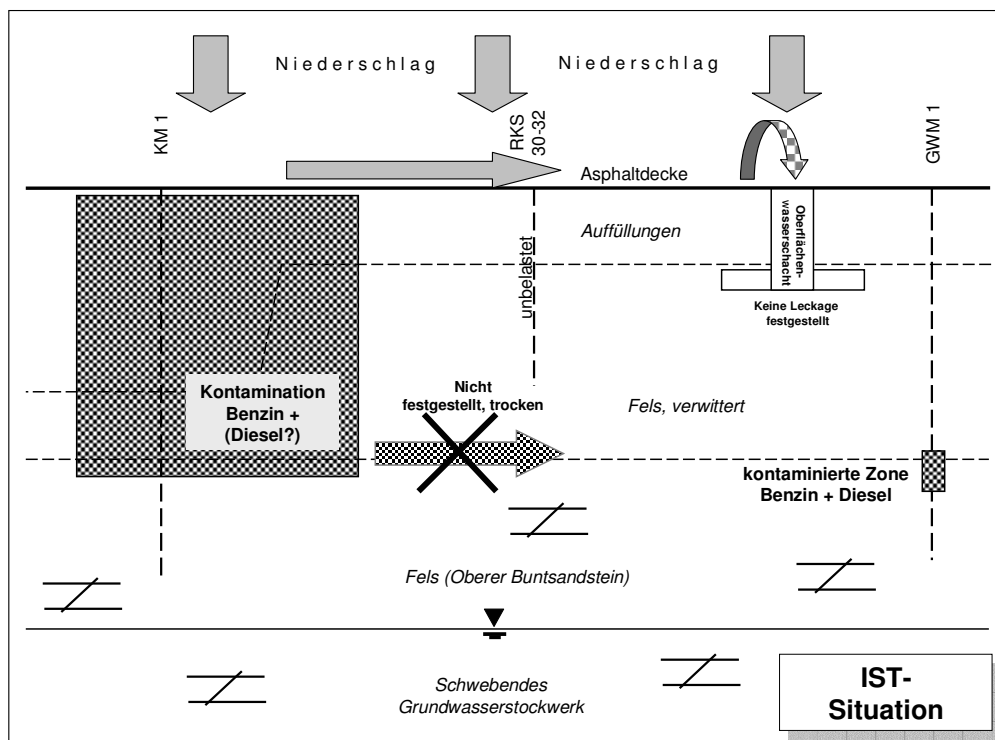 N i e d e r s c h l a g
N i e d e r s c h l a g
KM 1
RKS
30-32
GWM 1
Asphaltdecke
Auffüllungen
unbelastet
Oberflächen-
wasserschacht
Keine Leckage
festgestellt
Kontamination
Benzin +
(Diesel?)
Nicht
festgestellt, trocken
Fels, verwittert
kontaminierte Zone
Benzin + Diesel
Fels (Oberer Buntsandstein)
Schwebendes
Grundwasserstockwerk
IST-
Situation